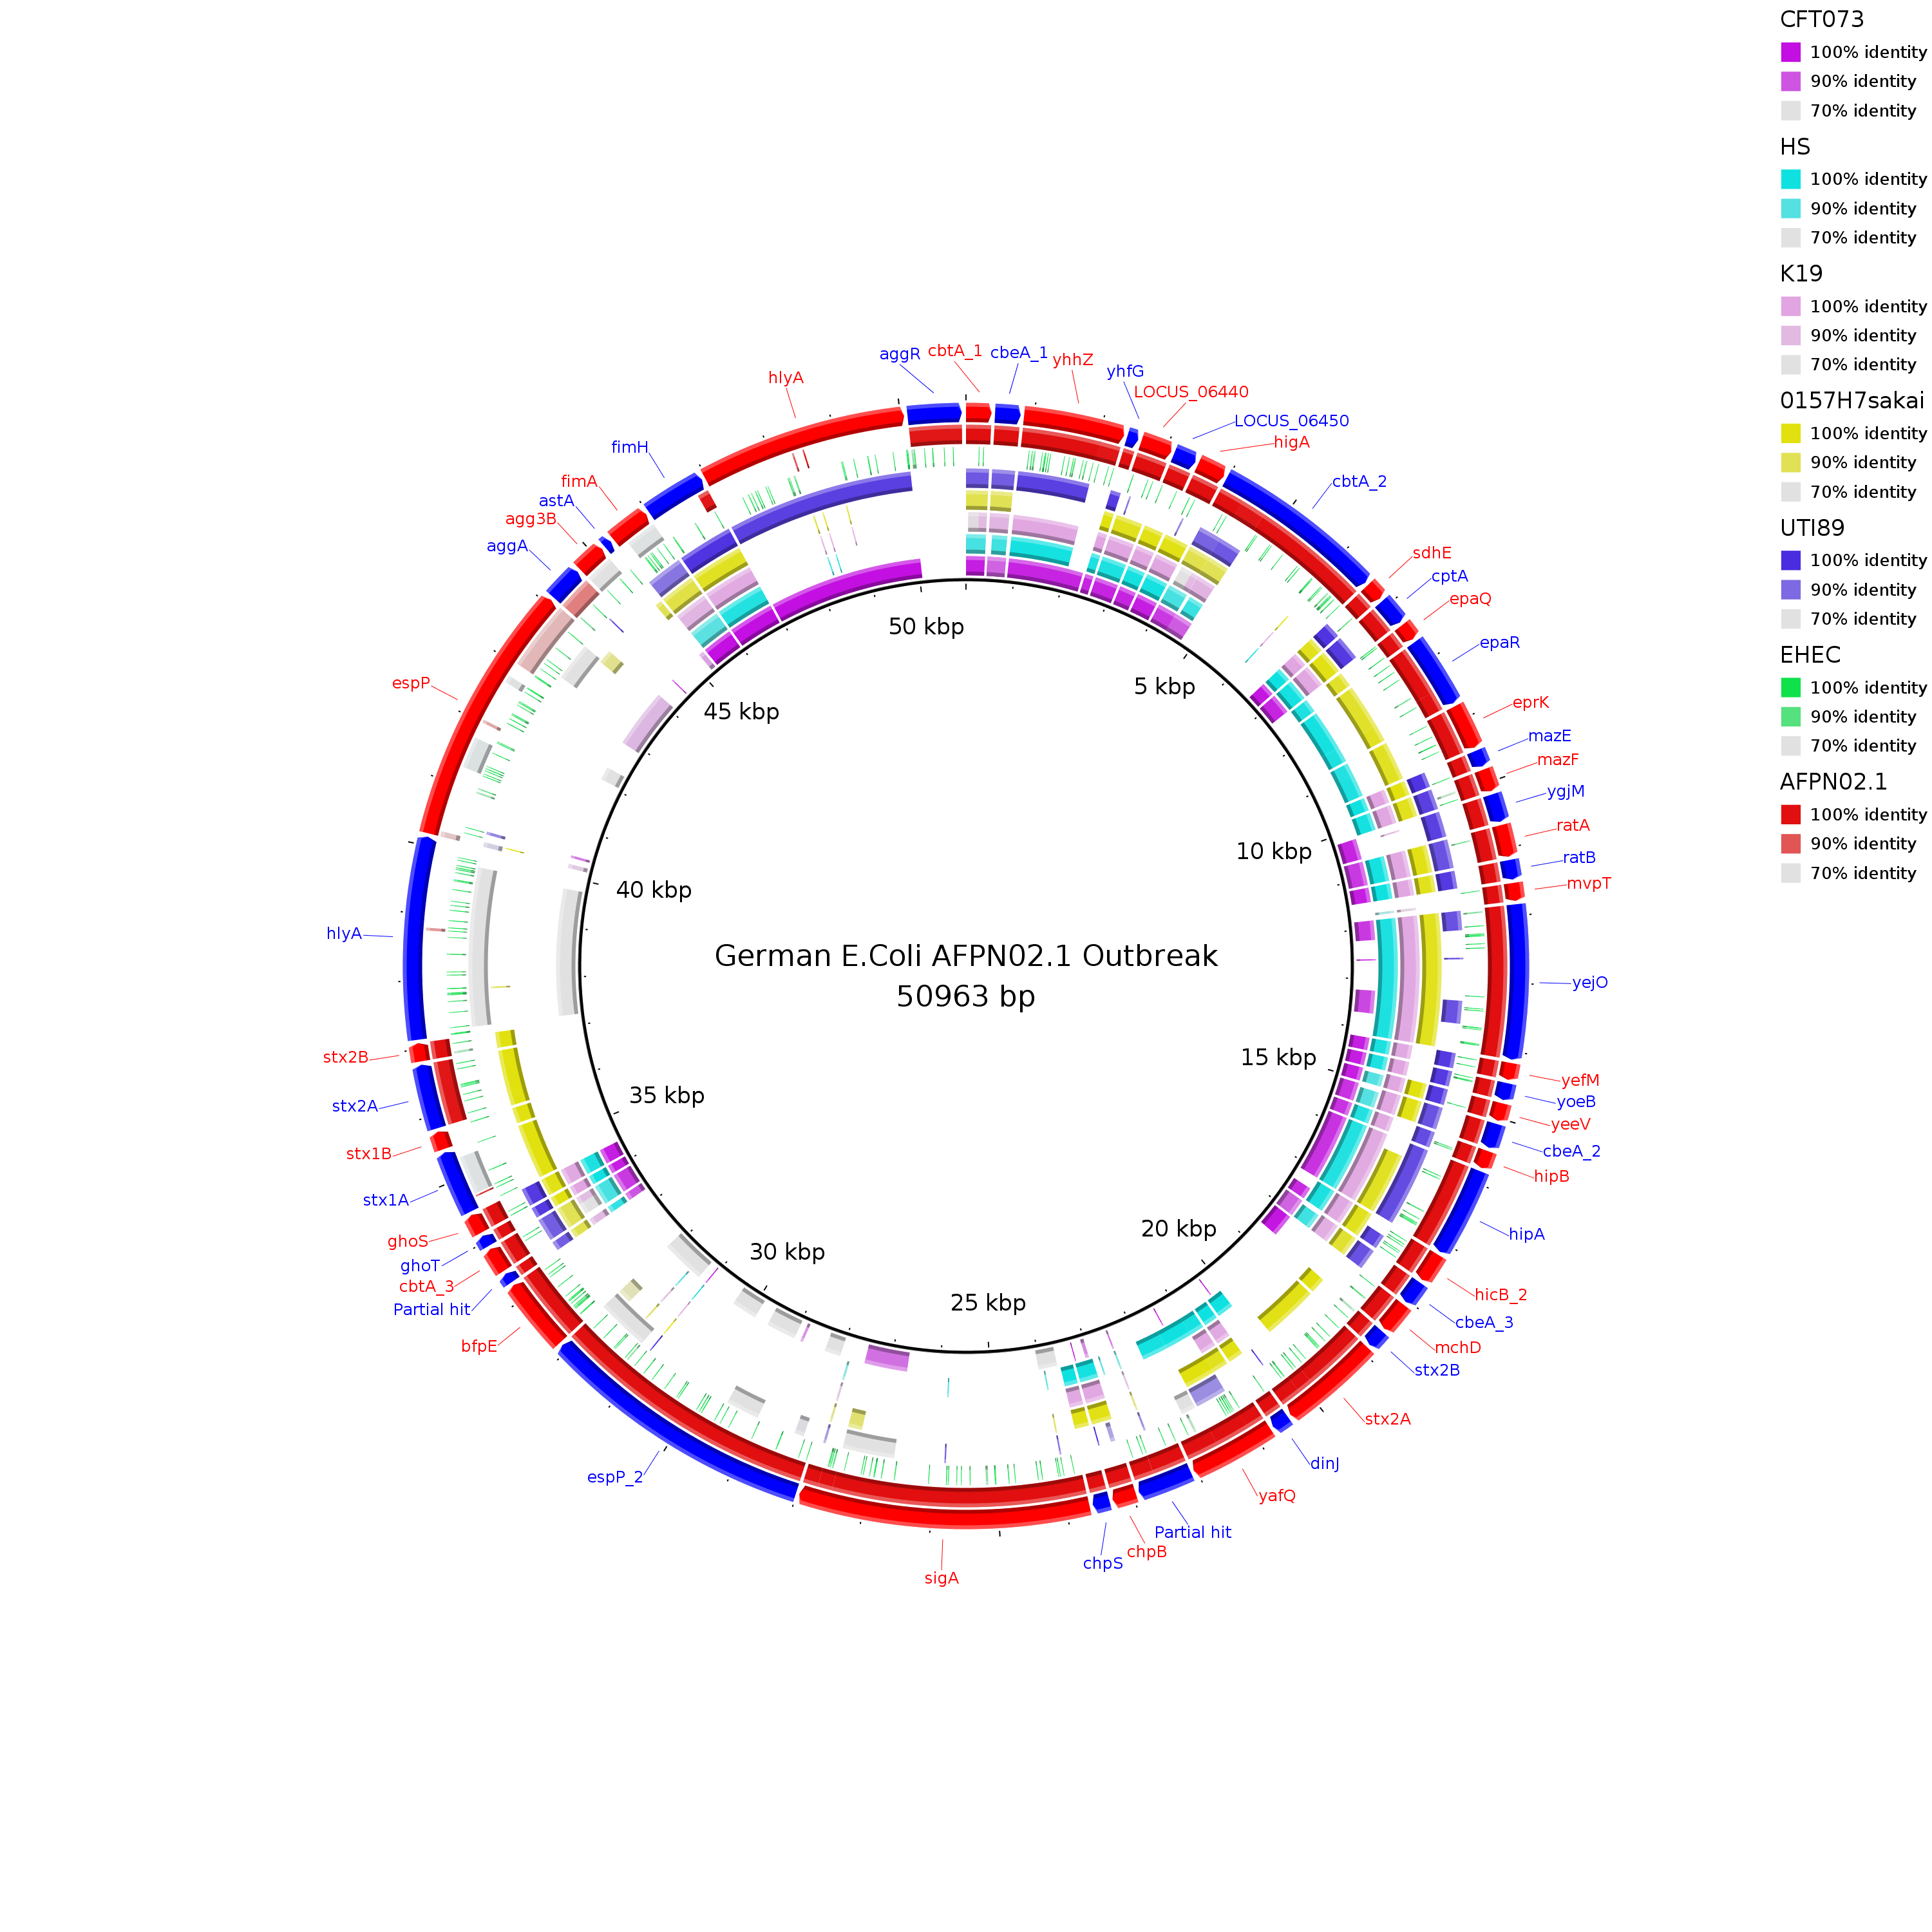 CFT073
100% identity
90% identity
70% identity
HS
100% identity
90% identity
70% identity
K19
100% identity
90% identity
70% identity
0157H7sakai
100% identity
90% identity
70% identity
UTI89
100% identity
90% identity
70% identity
EHEC
100% identity
90% identity
70% identity
AFPN02.1
100% identity
90% identity
70% identity
German E.Coli AFPN02.1 Outbreak
50963 bp
5 kbp
10 kbp
15 kbp
20 kbp
25 kbp
30 kbp
35 kbp
40 kbp
45 kbp
50 kbp
cbtA_1
cbeA_1
yhhZ
yhfG
LOCUS_06440
LOCUS_06450
higA
cbtA_2
sdhE
cptA
epaQ
epaR
eprK
mazE
mazF
ygjM
ratA
ratB
mvpT
yejO
yefM
yoeB
yeeV
cbeA_2
hipB
hipA
hicB_2
cbeA_3
mchD
stx2B
stx2A
dinJ
yafQ
Partial hit
chpB
chpS
sigA
espP_2
bfpE
Partial hit
cbtA_3
ghoT
ghoS
stx1A
stx1B
stx2A
stx2B
hlyA
espP
aggA
agg3B
astA
fimA
fimH
hlyA
aggR